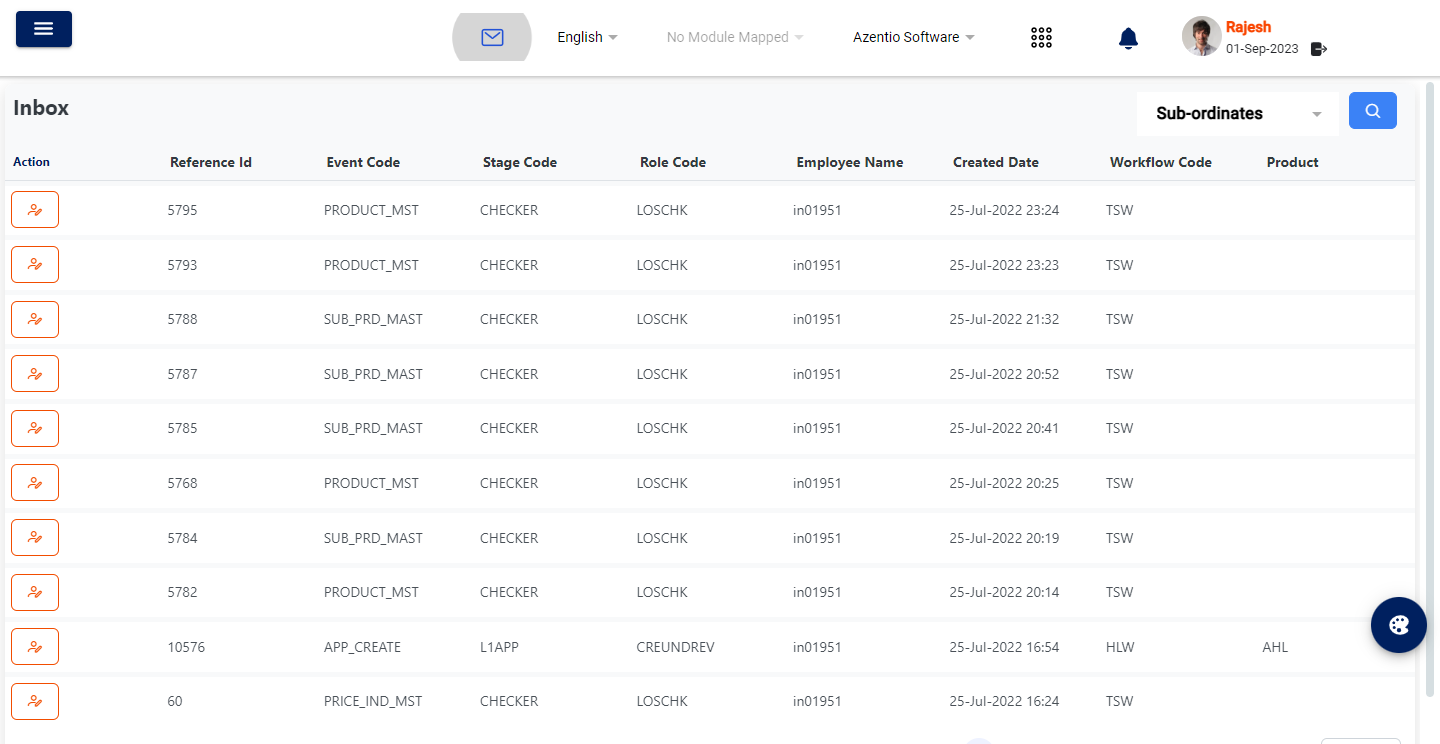 English No Module Mapped Azentio Software Rajesh
01-Sep-2023
Inbox Sub-ordinates
Action Reference Id Event Code Stage Code Role Code Employee Name Created Date Workflow Code Product
5795 PRODUCT_MST CHECKER LOSCHK in01951 25-Jul-2022 23:24 TSW
5793 PRODUCT_MST CHECKER LOSCHK in01951 25-Jul-2022 23:23 TSW
5788 SUB_PRD_MAST CHECKER LOSCHK in01951 25-Jul-2022 21:32 TSW
5787 SUB_PRD_MAST CHECKER LOSCHK in01951 25-Jul-2022 20:52 TSW
5785 SUB_PRD_MAST CHECKER LOSCHK in01951 25-Jul-2022 20:41 TSW
5768 PRODUCT_MST CHECKER LOSCHK in01951 25-Jul-2022 20:25 TSW
5784 SUB_PRD_MAST CHECKER LOSCHK in01951 25-Jul-2022 20:19 TSW
5782 PRODUCT_MST CHECKER LOSCHK in01951 25-Jul-2022 20:14 TSW
10576 APP_CREATE L1APP CREUNDREV in01951 25-Jul-2022 16:54 HLW AHL
60 PRICE_IND_MST CHECKER LOSCHK in01951 25-Jul-2022 16:24 TSW